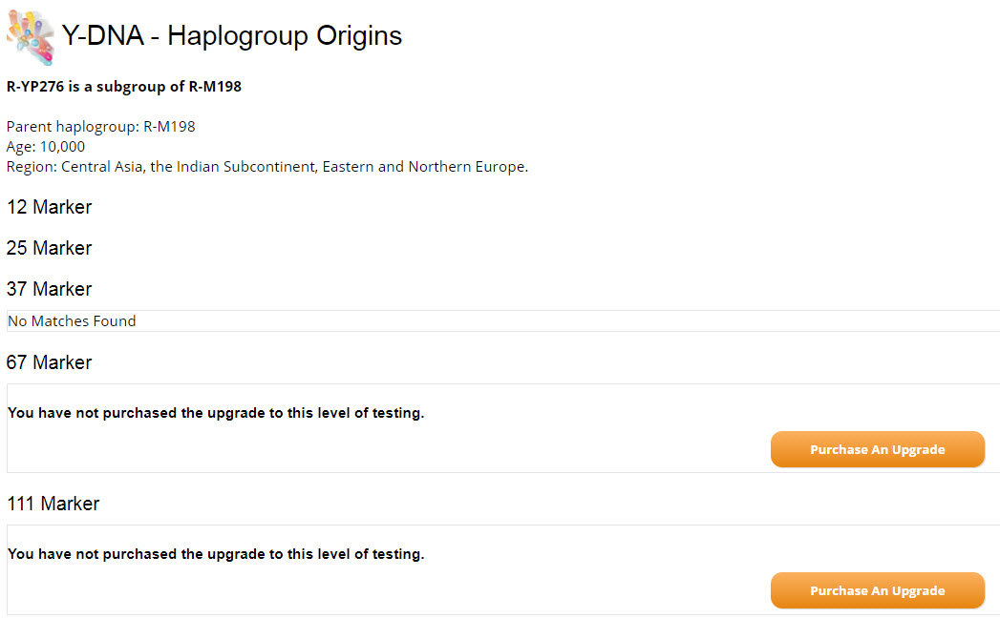 Y-DNA - Haplogroup Origins
R-YP276 is a subgroup of R-M198
Parent haplogroup: R-M198
Age: 10,000
Region: Central Asia, the Indian Subcontinent, Eastern and Northern Europe.
12 Marker
25 Marker
37 Marker
No Matches Found
67 Marker
You have not purchased the upgrade to this level of testing.
Purchase An Upgrade
111 Marker
You have not purchased the upgrade to this level of testing.
Purchase An Upgrade